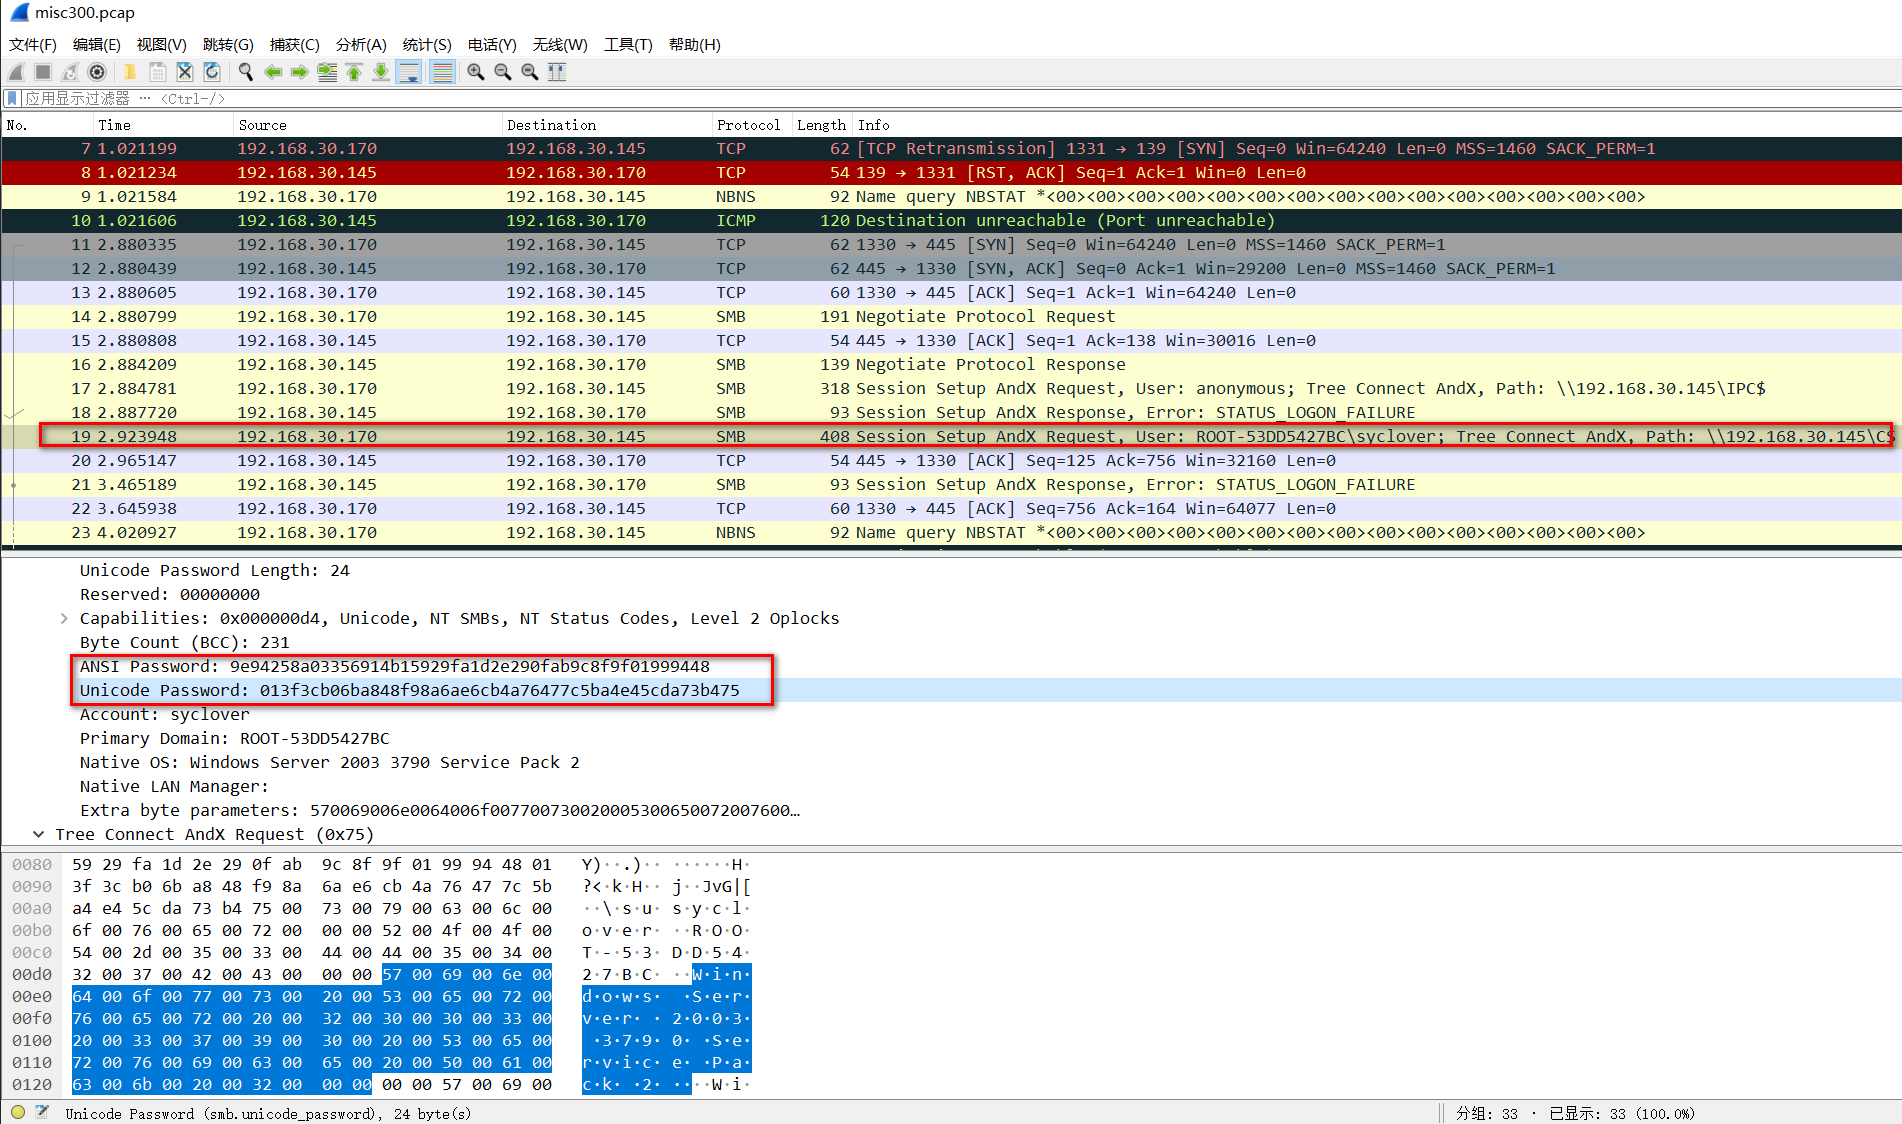 misc300.pcap
文件(F) 编辑(E) 视图(V) 跳转(G) 捕获(C) 分析(A) 统计(S) 电话(Y) 无线(W) 工具(T) 帮助(H)
应用显示过滤器 … <Ctrl-/>
No. Time Source Destination Protocol Length Info
7 1.021199 192.168.30.170 192.168.30.145 TCP 62 [TCP Retransmission] 1331 → 139 [SYN] Seq=0 Win=64240 Len=0 MSS=1460 SACK_PERM=1
8 1.021234 192.168.30.145 192.168.30.170 TCP 54 139 → 1331 [RST, ACK] Seq=1 Ack=1 Win=0 Len=0
9 1.021584 192.168.30.170 192.168.30.145 NBNS 92 Name query NBSTAT *<00><00><00><00><00><00><00><00><00><00><00><00><00><00><00>
10 1.021606 192.168.30.145 192.168.30.170 ICMP 120 Destination unreachable (Port unreachable)
11 2.880335 192.168.30.170 192.168.30.145 TCP 62 1330 → 445 [SYN] Seq=0 Win=64240 Len=0 MSS=1460 SACK_PERM=1
12 2.880439 192.168.30.145 192.168.30.170 TCP 62 445 → 1330 [SYN, ACK] Seq=0 Ack=1 Win=29200 Len=0 MSS=1460 SACK_PERM=1
13 2.880605 192.168.30.170 192.168.30.145 TCP 60 1330 → 445 [ACK] Seq=1 Ack=1 Win=64240 Len=0
14 2.880799 192.168.30.170 192.168.30.145 SMB 191 Negotiate Protocol Request
15 2.880808 192.168.30.145 192.168.30.170 TCP 54 445 → 1330 [ACK] Seq=1 Ack=138 Win=30016 Len=0
16 2.884209 192.168.30.145 192.168.30.170 SMB 139 Negotiate Protocol Response
17 2.884781 192.168.30.170 192.168.30.145 SMB 318 Session Setup AndX Request, User: anonymous; Tree Connect AndX, Path: \\192.168.30.145\IPC$
18 2.887720 192.168.30.145 192.168.30.170 SMB 93 Session Setup AndX Response, Error: STATUS_LOGON_FAILURE
19 2.923948 192.168.30.170 192.168.30.145 SMB 408 Session Setup AndX Request, User: ROOT-53DD5427BC\syclover; Tree Connect AndX, Path: \\192.168.30.145\C$
20 2.965147 192.168.30.145 192.168.30.170 TCP 54 445 → 1330 [ACK] Seq=125 Ack=756 Win=32160 Len=0
21 3.465189 192.168.30.145 192.168.30.170 SMB 93 Session Setup AndX Response, Error: STATUS_LOGON_FAILURE
22 3.645938 192.168.30.170 192.168.30.145 TCP 60 1330 → 445 [ACK] Seq=756 Ack=164 Win=64077 Len=0
23 4.020927 192.168.30.170 192.168.30.145 NBNS 92 Name query NBSTAT *<00><00><00><00><00><00><00><00><00><00><00><00><00><00><00>
Unicode Password Length: 24
Reserved: 00000000
Capabilities: 0x000000d4, Unicode, NT SMBs, NT Status Codes, Level 2 Oplocks
Byte Count (BCC): 231
ANSI Password: 9e94258a03356914b15929fa1d2e290fab9c8f9f01999448
Unicode Password: 013f3cb06ba848f98a6ae6cb4a76477c5ba4e45cda73b475
Account: syclover
Primary Domain: ROOT-53DD5427BC
Native OS: Windows Server 2003 3790 Service Pack 2
Native LAN Manager:
Extra byte parameters: 570069006e0064006f007700730020005300650072007600…
Tree Connect AndX Request (0x75)
0080 59 29 fa 1d 2e 29 0f ab 9c 8f 9f 01 99 94 48 01 Y)··.)·· ······H·
0090 3f 3c b0 6b a8 48 f9 8a 6a e6 cb 4a 76 47 7c 5b ?<·k·H·· j··JvG|[
00a0 a4 e4 5c da 73 b4 75 00 73 00 79 00 63 00 6c 00 ··\·s·u· s·y·c·l·
00b0 6f 00 76 00 65 00 72 00 00 00 52 00 4f 00 4f 00 o·v·e·r· ··R·O·O·
00c0 54 00 2d 00 35 00 33 00 44 00 44 00 35 00 34 00 T·-·5·3· D·D·5·4·
00d0 32 00 37 00 42 00 43 00 00 00 57 00 69 00 6e 00 2·7·B·C· ··W·i·n·
00e0 64 00 6f 00 77 00 73 00 20 00 53 00 65 00 72 00 d·o·w·s· ·S·e·r·
00f0 76 00 65 00 72 00 20 00 32 00 30 00 30 00 33 00 v·e·r· · 2·0·0·3·
0100 20 00 33 00 37 00 39 00 30 00 20 00 53 00 65 00 ·3·7·9· 0· ·S·e·
0110 72 00 76 00 69 00 63 00 65 00 20 00 50 00 61 00 r·v·i·c· e· ·P·a·
0120 63 00 6b 00 20 00 32 00 00 00 00 00 57 00 69 00 c·k· ·2· ····W·i·
Unicode Password (smb.unicode_password), 24 byte(s) 分组: 33 · 已显示: 33 (100.0%)